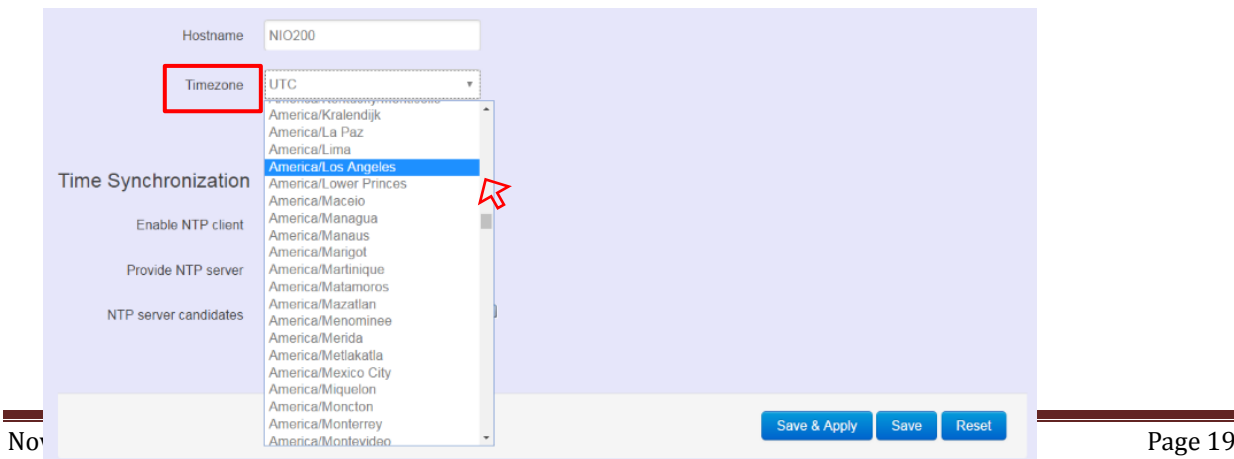 Hostname NIO200
Timezone UTC
America/Kralendijk
America/La Paz
America/Lima
America/Los Angeles
Time Synchronization America/Lower Princes
America/Maceio
Enable NTP client America/Managua
America/Manaus
America/Marigot
Provide NTP server America/Martinique
America/Matamoros
America/Mazatlan
NTP server candidates America/Menominee
America/Merida
America/Metlakatla
America/Mexico City
America/Miquelon
America/Moncton
America/Monterrey Save & Apply Save Reset
America/Montevideo
Page 19